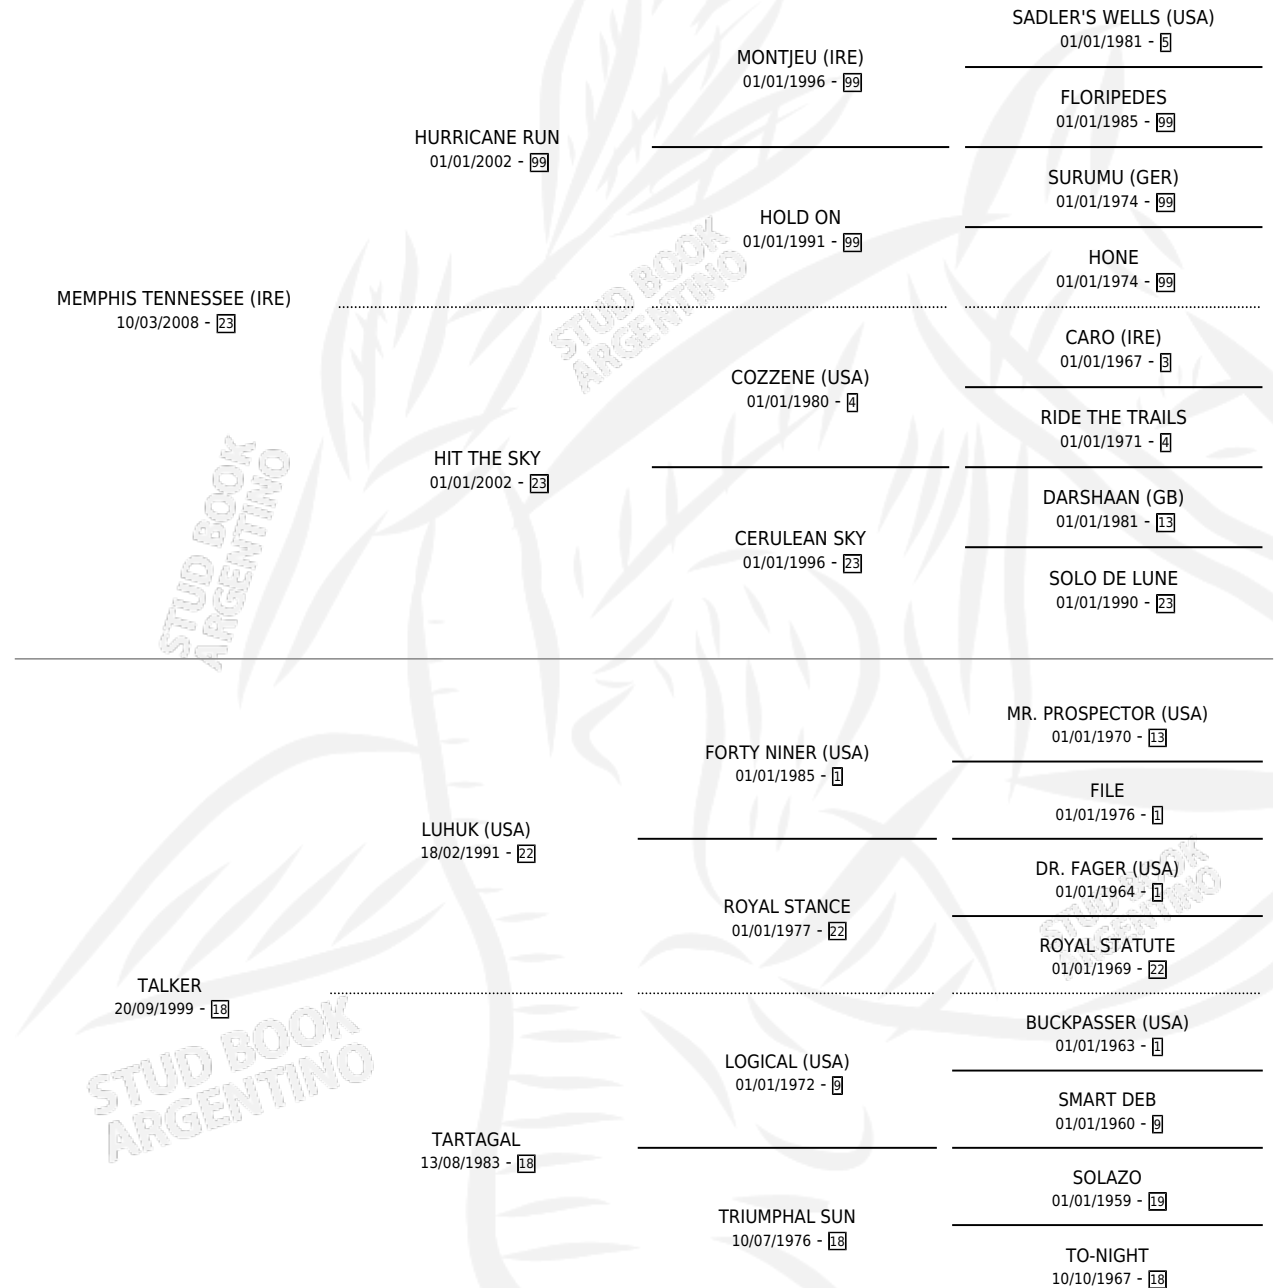 SADLER'S WELLS (USA)
01/01/1981 - 5
MONTJEU (IRE)
01/01/1996 - 99
FLORIPEDES
01/01/1985 - 99
HURRICANE RUN
01/01/2002 - 99
SURUMU (GER)
01/01/1974 - 99
HOLD ON
01/01/1991 - 99
HONE
01/01/1974 - 99
MEMPHIS TENNESSEE (IRE)
10/03/2008 - 23
CARO (IRE)
01/01/1967 - 3
COZZENE (USA)
01/01/1980 - 4
RIDE THE TRAILS
01/01/1971 - 4
HIT THE SKY
01/01/2002 - 23
DARSHAAN (GB)
01/01/1981 - 13
CERULEAN SKY
01/01/1996 - 23
SOLO DE LUNE
01/01/1990 - 23
MR. PROSPECTOR (USA)
01/01/1970 - 13
FORTY NINER (USA)
01/01/1985 - 1
FILE
01/01/1976 - 1
LUHUK (USA)
18/02/1991 - 22
DR. FAGER (USA)
01/01/1964 - 1
ROYAL STANCE
01/01/1977 - 22
ROYAL STATUTE
01/01/1969 - 22
TALKER
20/09/1999 - 18
BUCKPASSER (USA)
01/01/1963 - 1
LOGICAL (USA)
01/01/1972 - 9
SMART DEB
01/01/1960 - 9
TARTAGAL
13/08/1983 - 18
SOLAZO
01/01/1959 - 19
TRIUMPHAL SUN
10/07/1976 - 18
TO-NIGHT
10/10/1967 - 18
STUD BOOK
ARGENTINO
STUD BOOK
ARGENTINO
STUD BOOK
ARGENTINO
STUD BOOK
ARGENTINO